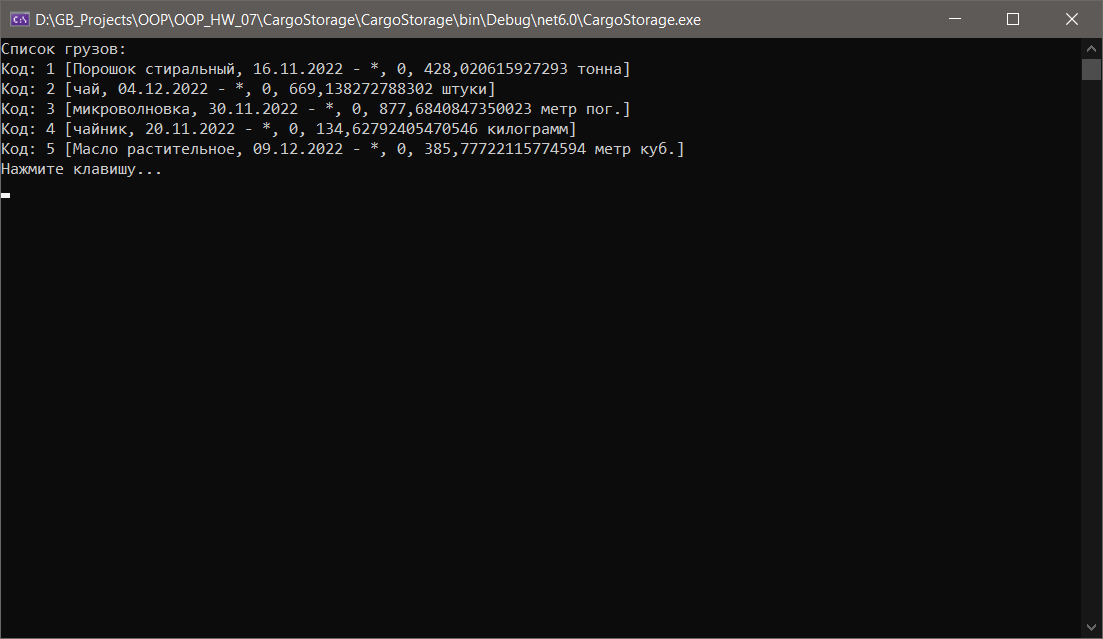 D:\GB_Projects\OOP\OOP_HW_07\CargoStorage\CargoStorage\bin\Debug\net6.0\CargoStorage.exe
Список грузов:
Код: 1 [Порошок стиральный, 16.11.2022 - *, 0, 428,020615927293 тонна]
Код: 2 [чай, 04.12.2022 - *, 0, 669,138272788302 штуки]
Код: 3 [микроволновка, 30.11.2022 - *, 0, 877,6840847350023 метр пог.]
Код: 4 [чайник, 20.11.2022 - *, 0, 134,62792405470546 килограмм]
Код: 5 [Масло растительное, 09.12.2022 - *, 0, 385,77722115774594 метр куб.]
Нажмите клавишу...